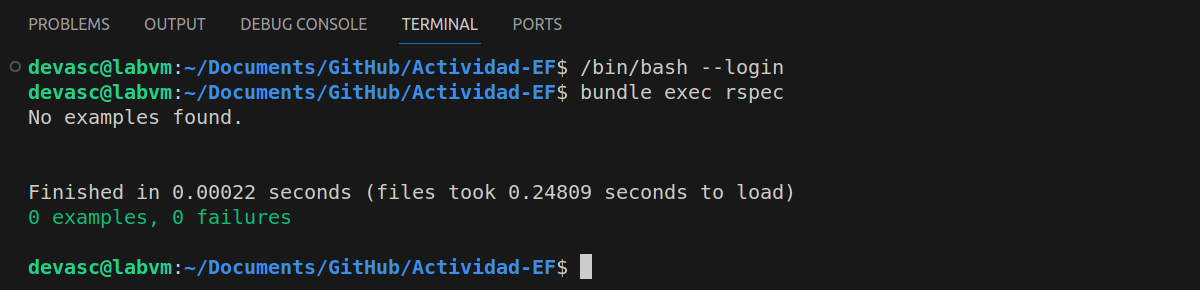 PROBLEMS OUTPUT DEBUG CONSOLE TERMINAL PORTS
devasc@labvm:~/Documents/GitHub/Actividad-EF$ /bin/bash --login
devasc@labvm:~/Documents/GitHub/Actividad-EF$ bundle exec rspec
No examples found.
Finished in 0.00022 seconds (files took 0.24809 seconds to load)
0 examples, 0 failures
devasc@labvm:~/Documents/GitHub/Actividad-EF$